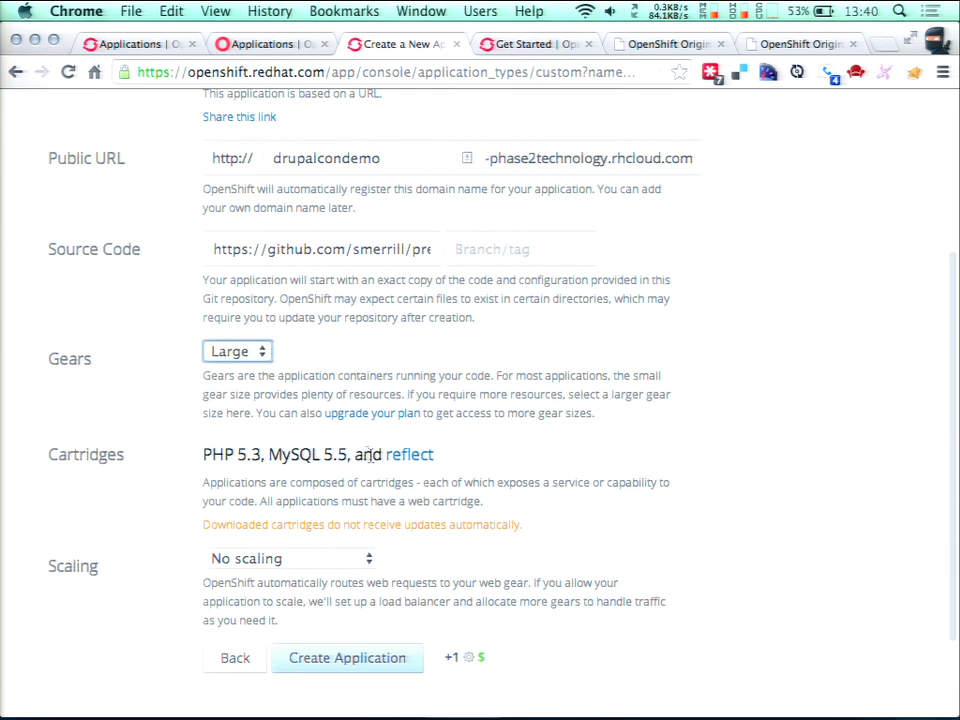 Chrome File Edit View History Bookmarks Window Users Help 0.3KB/s 84.1KB/s 53% 13:40
Applications | O Applications | Create a New Ap Get Started | Ope OpenShift Origin OpenShift Origin
https://openshift.redhat.com/app/console/application_types/custom?name... 7 4
This application is based on a URL.
Share this link
Public URL http:// drupalcondemo -phase2technology.rhcloud.com
OpenShift will automatically register this domain name for your application. You can add
your own domain name later.
Source Code https://github.com/smerrill/pre Branch/tag
Your application will start with an exact copy of the code and configuration provided in this
Git repository. OpenShift may expect certain files to exist in certain directories, which may
require you to update your repository after creation.
Gears Large
Gears are the application containers running your code. For most applications, the small
gear size provides plenty of resources. If you require more resources, select a larger gear
size here. You can also upgrade your plan to get access to more gear sizes.
Cartridges PHP 5.3, MySQL 5.5, and reflect
Applications are composed of cartridges - each of which exposes a service or capability to
your code. All applications must have a web cartridge.
Downloaded cartridges do not receive updates automatically.
Scaling No scaling
OpenShift automatically routes web requests to your web gear. If you allow your
application to scale, we'll set up a load balancer and allocate more gears to handle traffic
as you need it.
Back Create Application +1 $